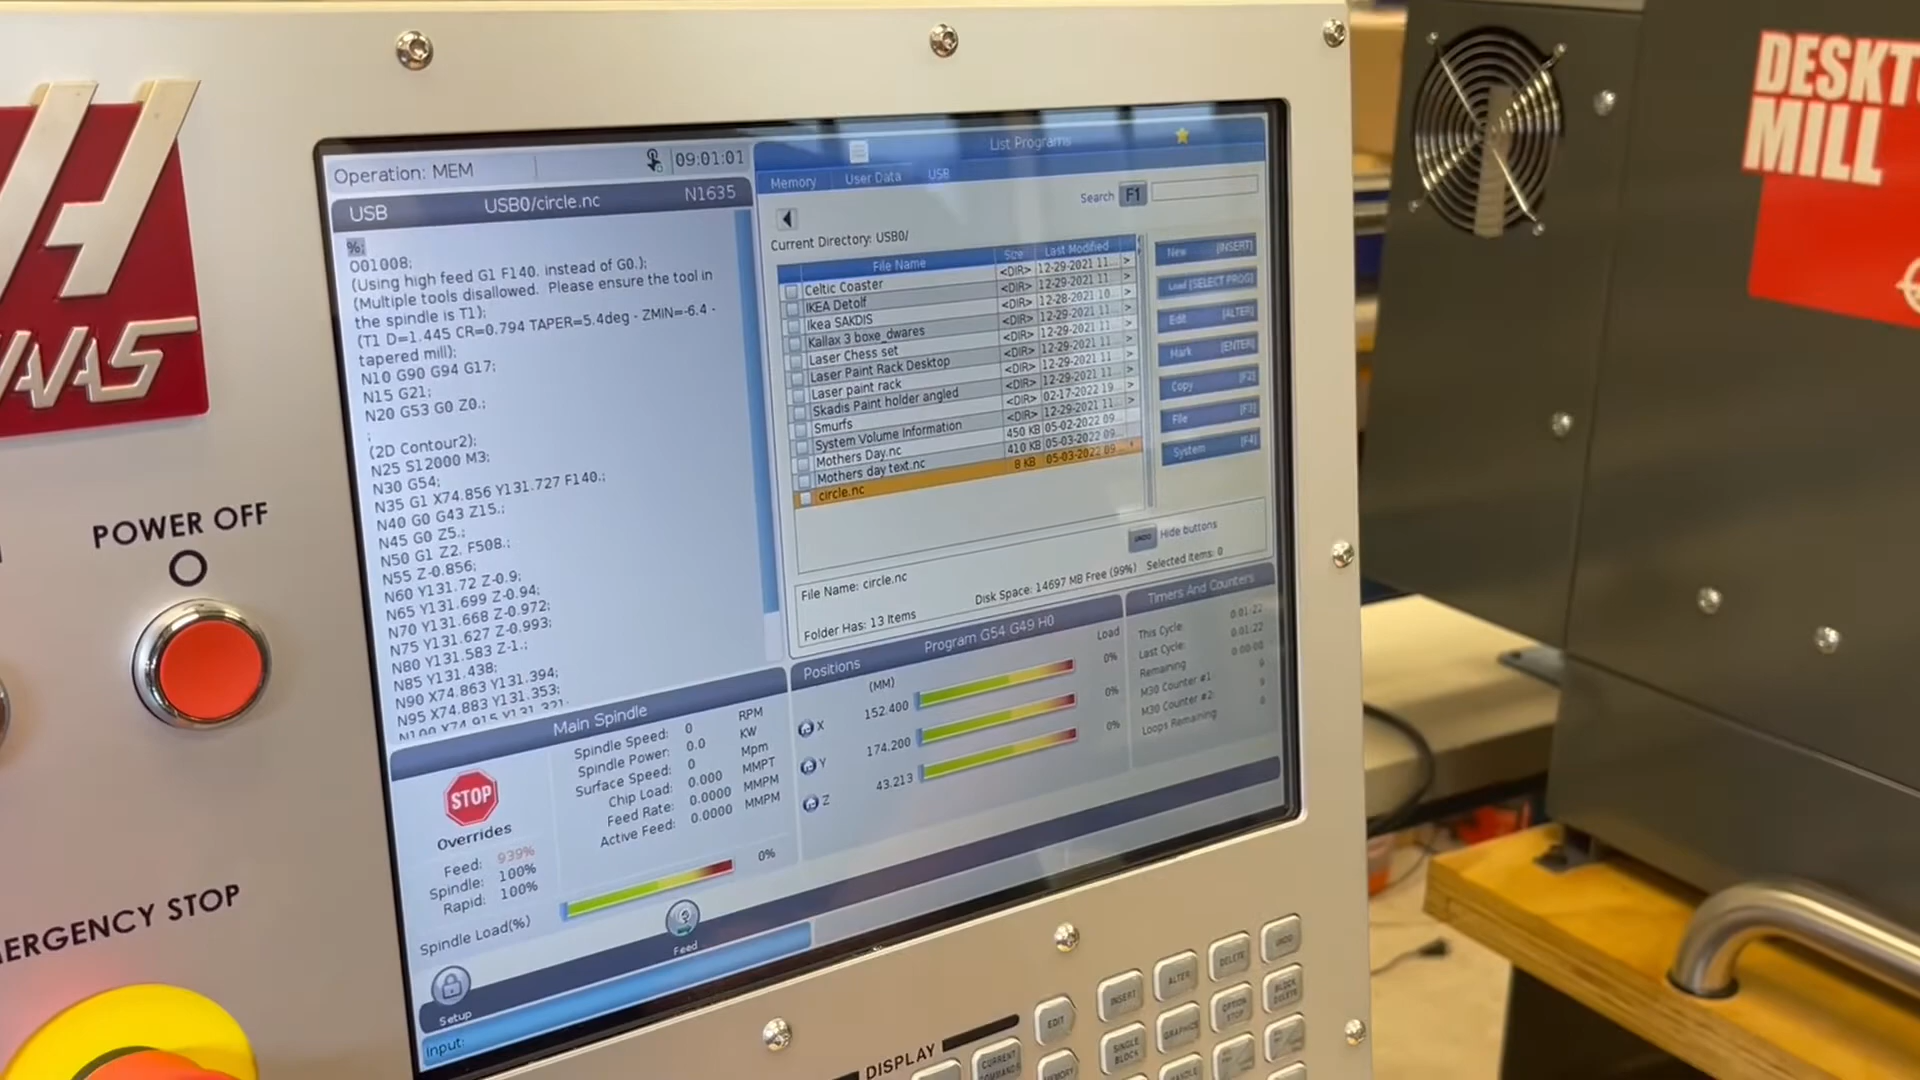 HAAS
POWER OFF
EMERGENCY STOP
Operation: MEM
09:01:01
USB
USB0/circle.nc
N1635
%;
O01008;
(Using high feed G1 F140. instead of G0.);
(Multiple tools disallowed. Please ensure the tool in
the spindle is T1);
(T1 D=1.445 CR=0.794 TAPER=5.4deg - ZMIN=-6.4 -
tapered mill);
N10 G90 G94 G17;
N15 G21;
N20 G53 G0 Z0.;
;
(2D Contour2);
N25 S12000 M3;
N30 G54;
N35 G1 X74.856 Y131.727 F140.;
N40 G0 G43 Z15.;
N45 G0 Z5.;
N50 G1 Z2. F508.;
N55 Z-0.856;
N60 Y131.72 Z-0.9;
N65 Y131.699 Z-0.94;
N70 Y131.668 Z-0.972;
N75 Y131.627 Z-0.993;
N80 Y131.583 Z-1.;
N85 Y131.438;
N90 X74.863 Y131.394;
N95 X74.883 Y131.353;
N100 X74.915 Y131.321;
List Programs
Memory
User Data
USB
Search
F1
Current Directory: USB0/
File Name
Size
Last Modified
Celtic Coaster
<DIR>
12-29-2021 11...
>
IKEA Detolf
<DIR>
12-29-2021 11
>
Ikea SAKDIS
<DIR>
12-28-2021 10
>
Kallax 3 boxe_dwares
<DIR>
12-29-2021 11...
>
Laser Chess set
<DIR>
12-29-2021 11...
>
Laser Paint Rack Desktop
<DIR>
12-29-2021 11
>
Laser paint rack
<DIR>
12-29-2021 11
>
Skadis Paint holder angled
<DIR>
12-29-2021 11
>
Smurfs
<DIR>
02-17-2022 19...
>
System Volume Information
<DIR>
12-29-2021 11...
Mothers Day.nc
450 KB
05-02-2022 09...
Mothers day text.nc
410 KB
05-03-2022 09...
circle.nc
8 KB
05-03-2022 09...
*
New [INSERT]
Load [SELECT PROG]
Edit [ALTER]
Mark [ENTER]
Copy [F2]
File [F3]
System [F4]
UNDO
Hide buttons
File Name: circle.nc
Disk Space: 14697 MB Free (99%)
Selected Items: 0
Folder Has: 13 Items
Main Spindle
STOP
Overrides
Feed: 939%
Spindle: 100%
Rapid: 100%
Spindle Speed: 0 RPM
Spindle Power: 0.0 KW
Surface Speed: 0 Mpm
Chip Load: 0.000 MMPT
Feed Rate: 0.0000 MMPM
Active Feed: 0.0000 MMPM
Spindle Load(%)
0%
Positions
Program G54 G49 H0
(MM)
Load
X
152.400
0%
Y
174.200
0%
Z
43.213
0%
Timers And Counters
This Cycle: 0:01:22
Last Cycle: 0:01:22
Remaining 0:00:00
M30 Counter #1:
M30 Counter #2:
Loops Remaining
Setup
Feed
Input:
DISPLAY
EDIT
INSERT
ALTER
DELETE
UNDO
CURRENT
COMMANDS
MEMORY
SINGLE
BLOCK
GRAPHICS
OPTION
STOP
BLOCK
DELETE
HANDLE
DESKT
MILL